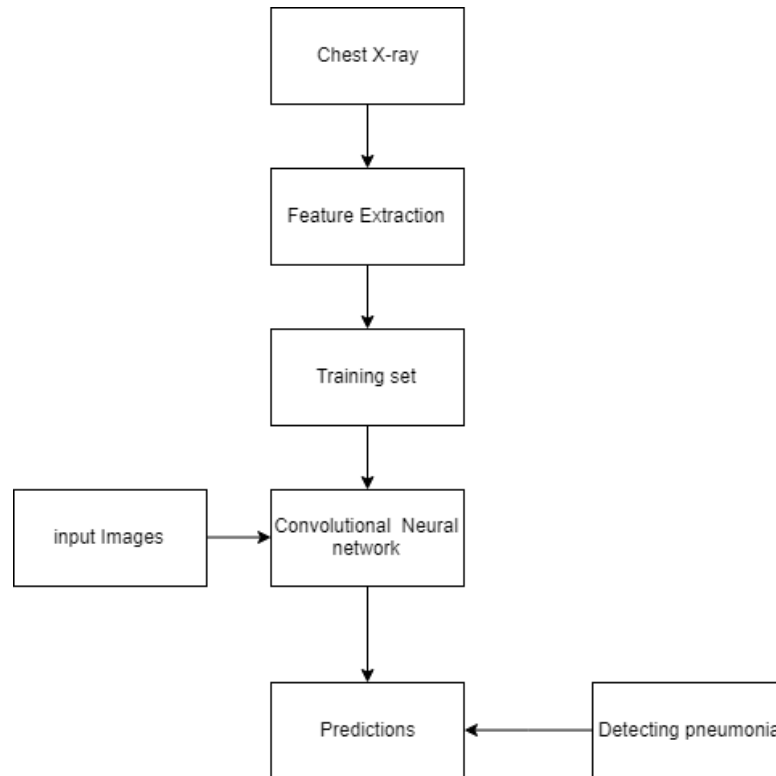 Chest X-ray
Feature Extraction
Training set
input Images
Convolutional Neural
network
Predictions
Detecting pneumonia